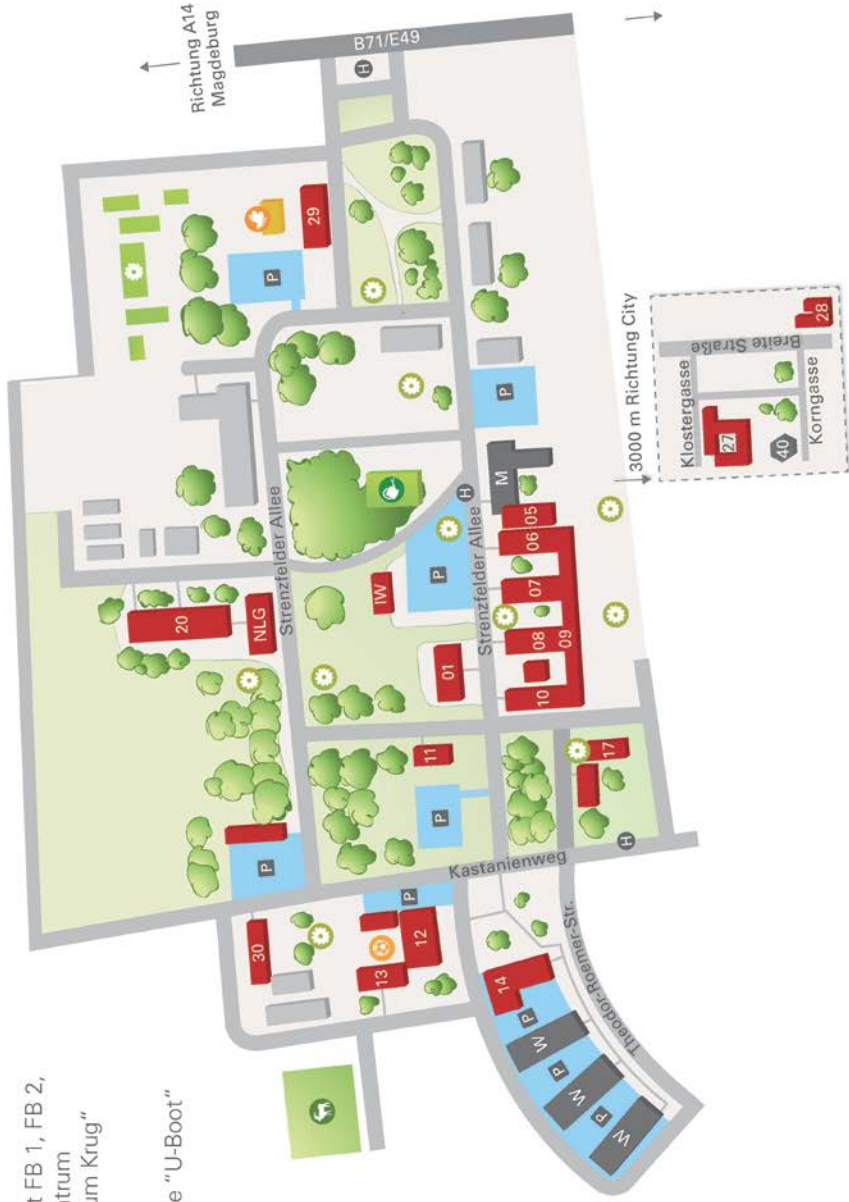 Richtung A14
Magdeburg
B71/E49
H
29
P
Strenzfelder Allee
20
NLG
P
P
30
P
13
12
Kastanienweg
11
P
IW
P
H
01
Strenzfelder Allee
M
05
06
07
08
09
10
17
H
Theodor-Roemer-Str.
14
P
W
P
W
P
W
3000 m Richtung City
Klostergasse
Breite Straße
27
28
40
Korngasse
t FB 1, FB 2,
trum
um Krug“
e “U-Boot“